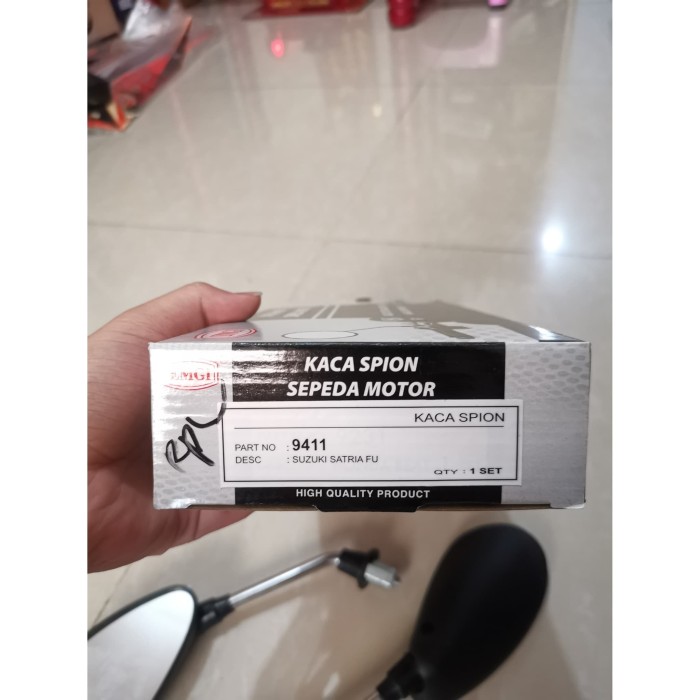 MGI
KACA SPION
SEPEDA MOTOR
KACA SPION
PART NO : 9411
DESC : SUZUKI SATRIA FU
QTY : 1 SET
HIGH QUALITY PRODUCT